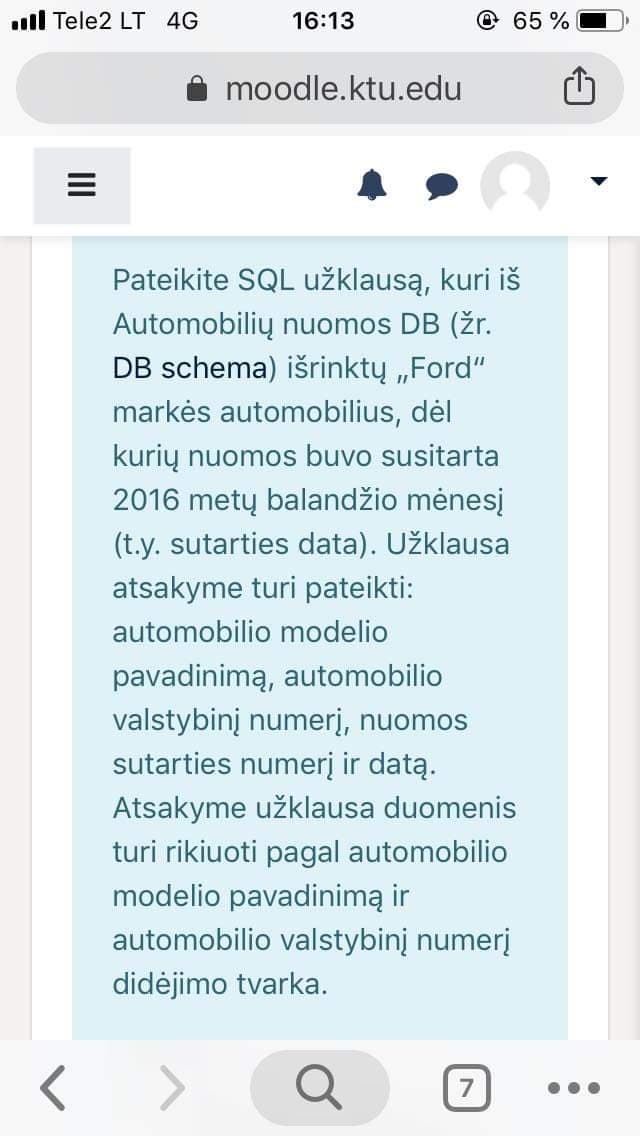 Tele2 LT 4G 16:13 65 %
moodle.ktu.edu
Pateikite SQL užklausą, kuri iš
Automobilių nuomos DB (žr.
DB schema) išrinktų „Ford“
markės automobilius, dėl
kurių nuomos buvo susitarta
2016 metų balandžio mėnesį
(t.y. sutarties data). Užklausa
atsakyme turi pateikti:
automobilio modelio
pavadinimą, automobilio
valstybinį numerį, nuomos
sutarties numerį ir datą.
Atsakyme užklausa duomenis
turi rikiuoti pagal automobilio
modelio pavadinimą ir
automobilio valstybinį numerį
didėjimo tvarka.
7